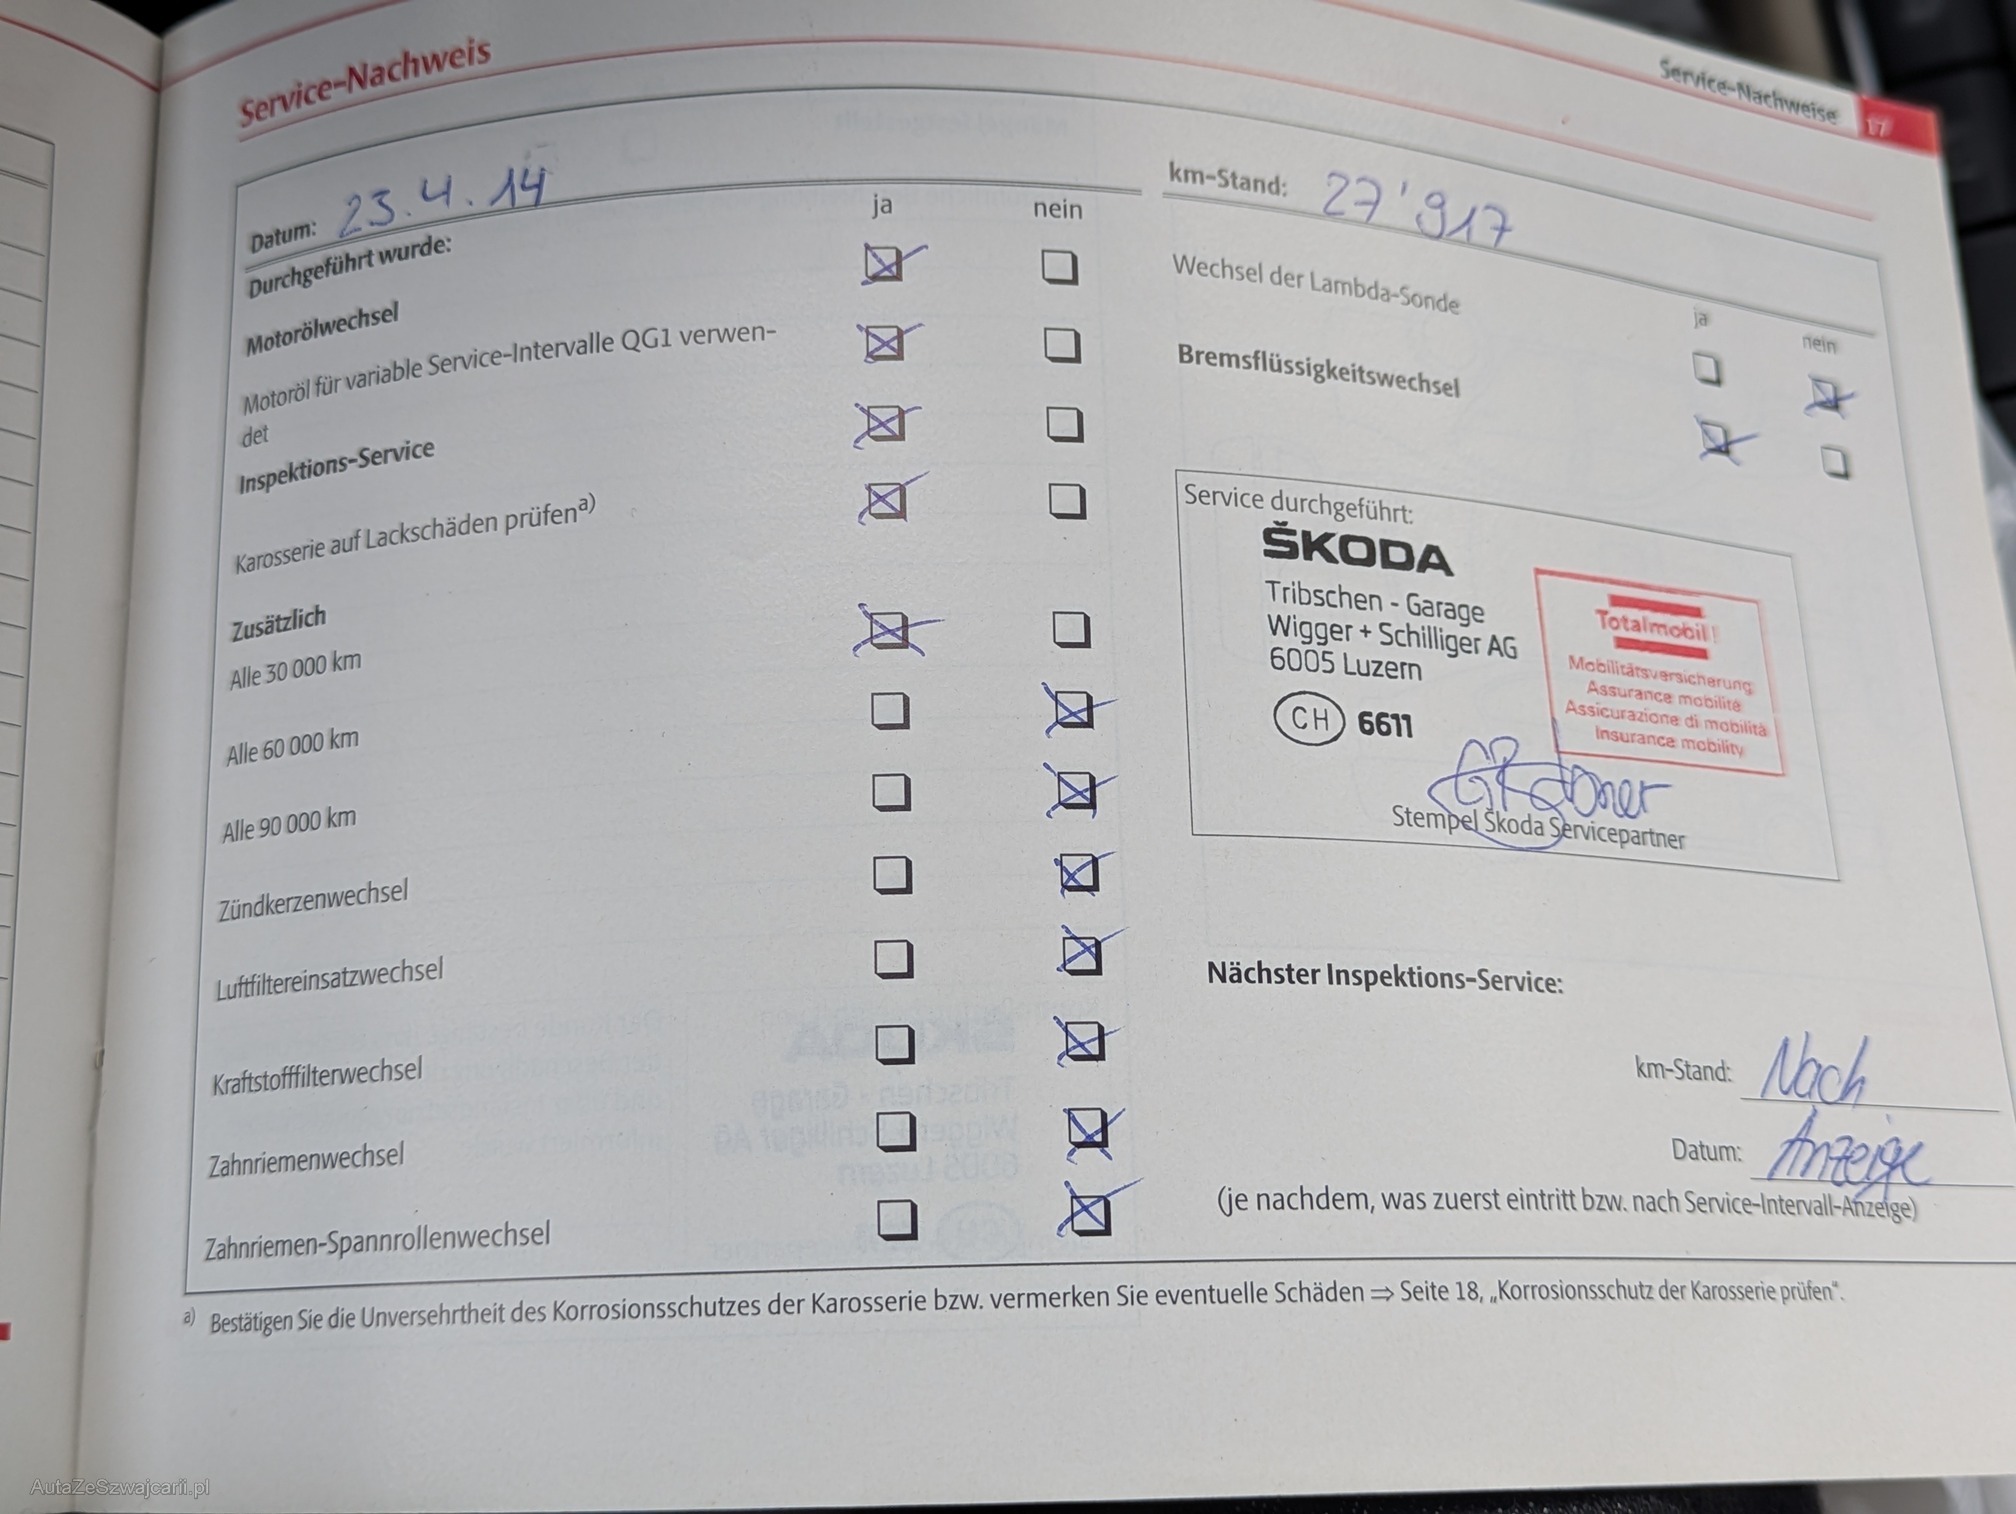 Service-Nachweis
Service-Nachweise 17
Datum: 23.4.14
km-Stand: 27'917
Durchgeführt wurde:
ja nein
Motorölwechsel
Motoröl für variable Service-Intervalle QG1 verwen-
det
Inspektions-Service
Karosserie auf Lackschäden prüfen a)
Zusätzlich
Alle 30 000 km
Alle 60 000 km
Alle 90 000 km
Zündkerzenwechsel
Luftfiltereinsatzwechsel
Kraftstofffilterwechsel
Zahnriemenwechsel
Zahnriemen-Spannrollenwechsel
ja nein
Wechsel der Lambda-Sonde
Bremsflüssigkeitswechsel
Service durchgeführt:
ŠKODA
Tribschen - Garage
Wigger + Schilliger AG
6005 Luzern
CH 6611
Totalmobil!
Mobilitätsversicherung
Assurance mobilité
Assicurazione di mobilità
Insurance mobility
Stempel Škoda Servicepartner
Nächster Inspektions-Service:
km-Stand: Nach
Datum: Anzeige
(je nachdem, was zuerst eintritt bzw. nach Service-Intervall-Anzeige)
a) Bestätigen Sie die Unversehrtheit des Korrosionsschutzes der Karosserie bzw. vermerken Sie eventuelle Schäden ⇒ Seite 18, „Korrosionsschutz der Karosserie prüfen“.
AutaZeSzwajcarii.pl